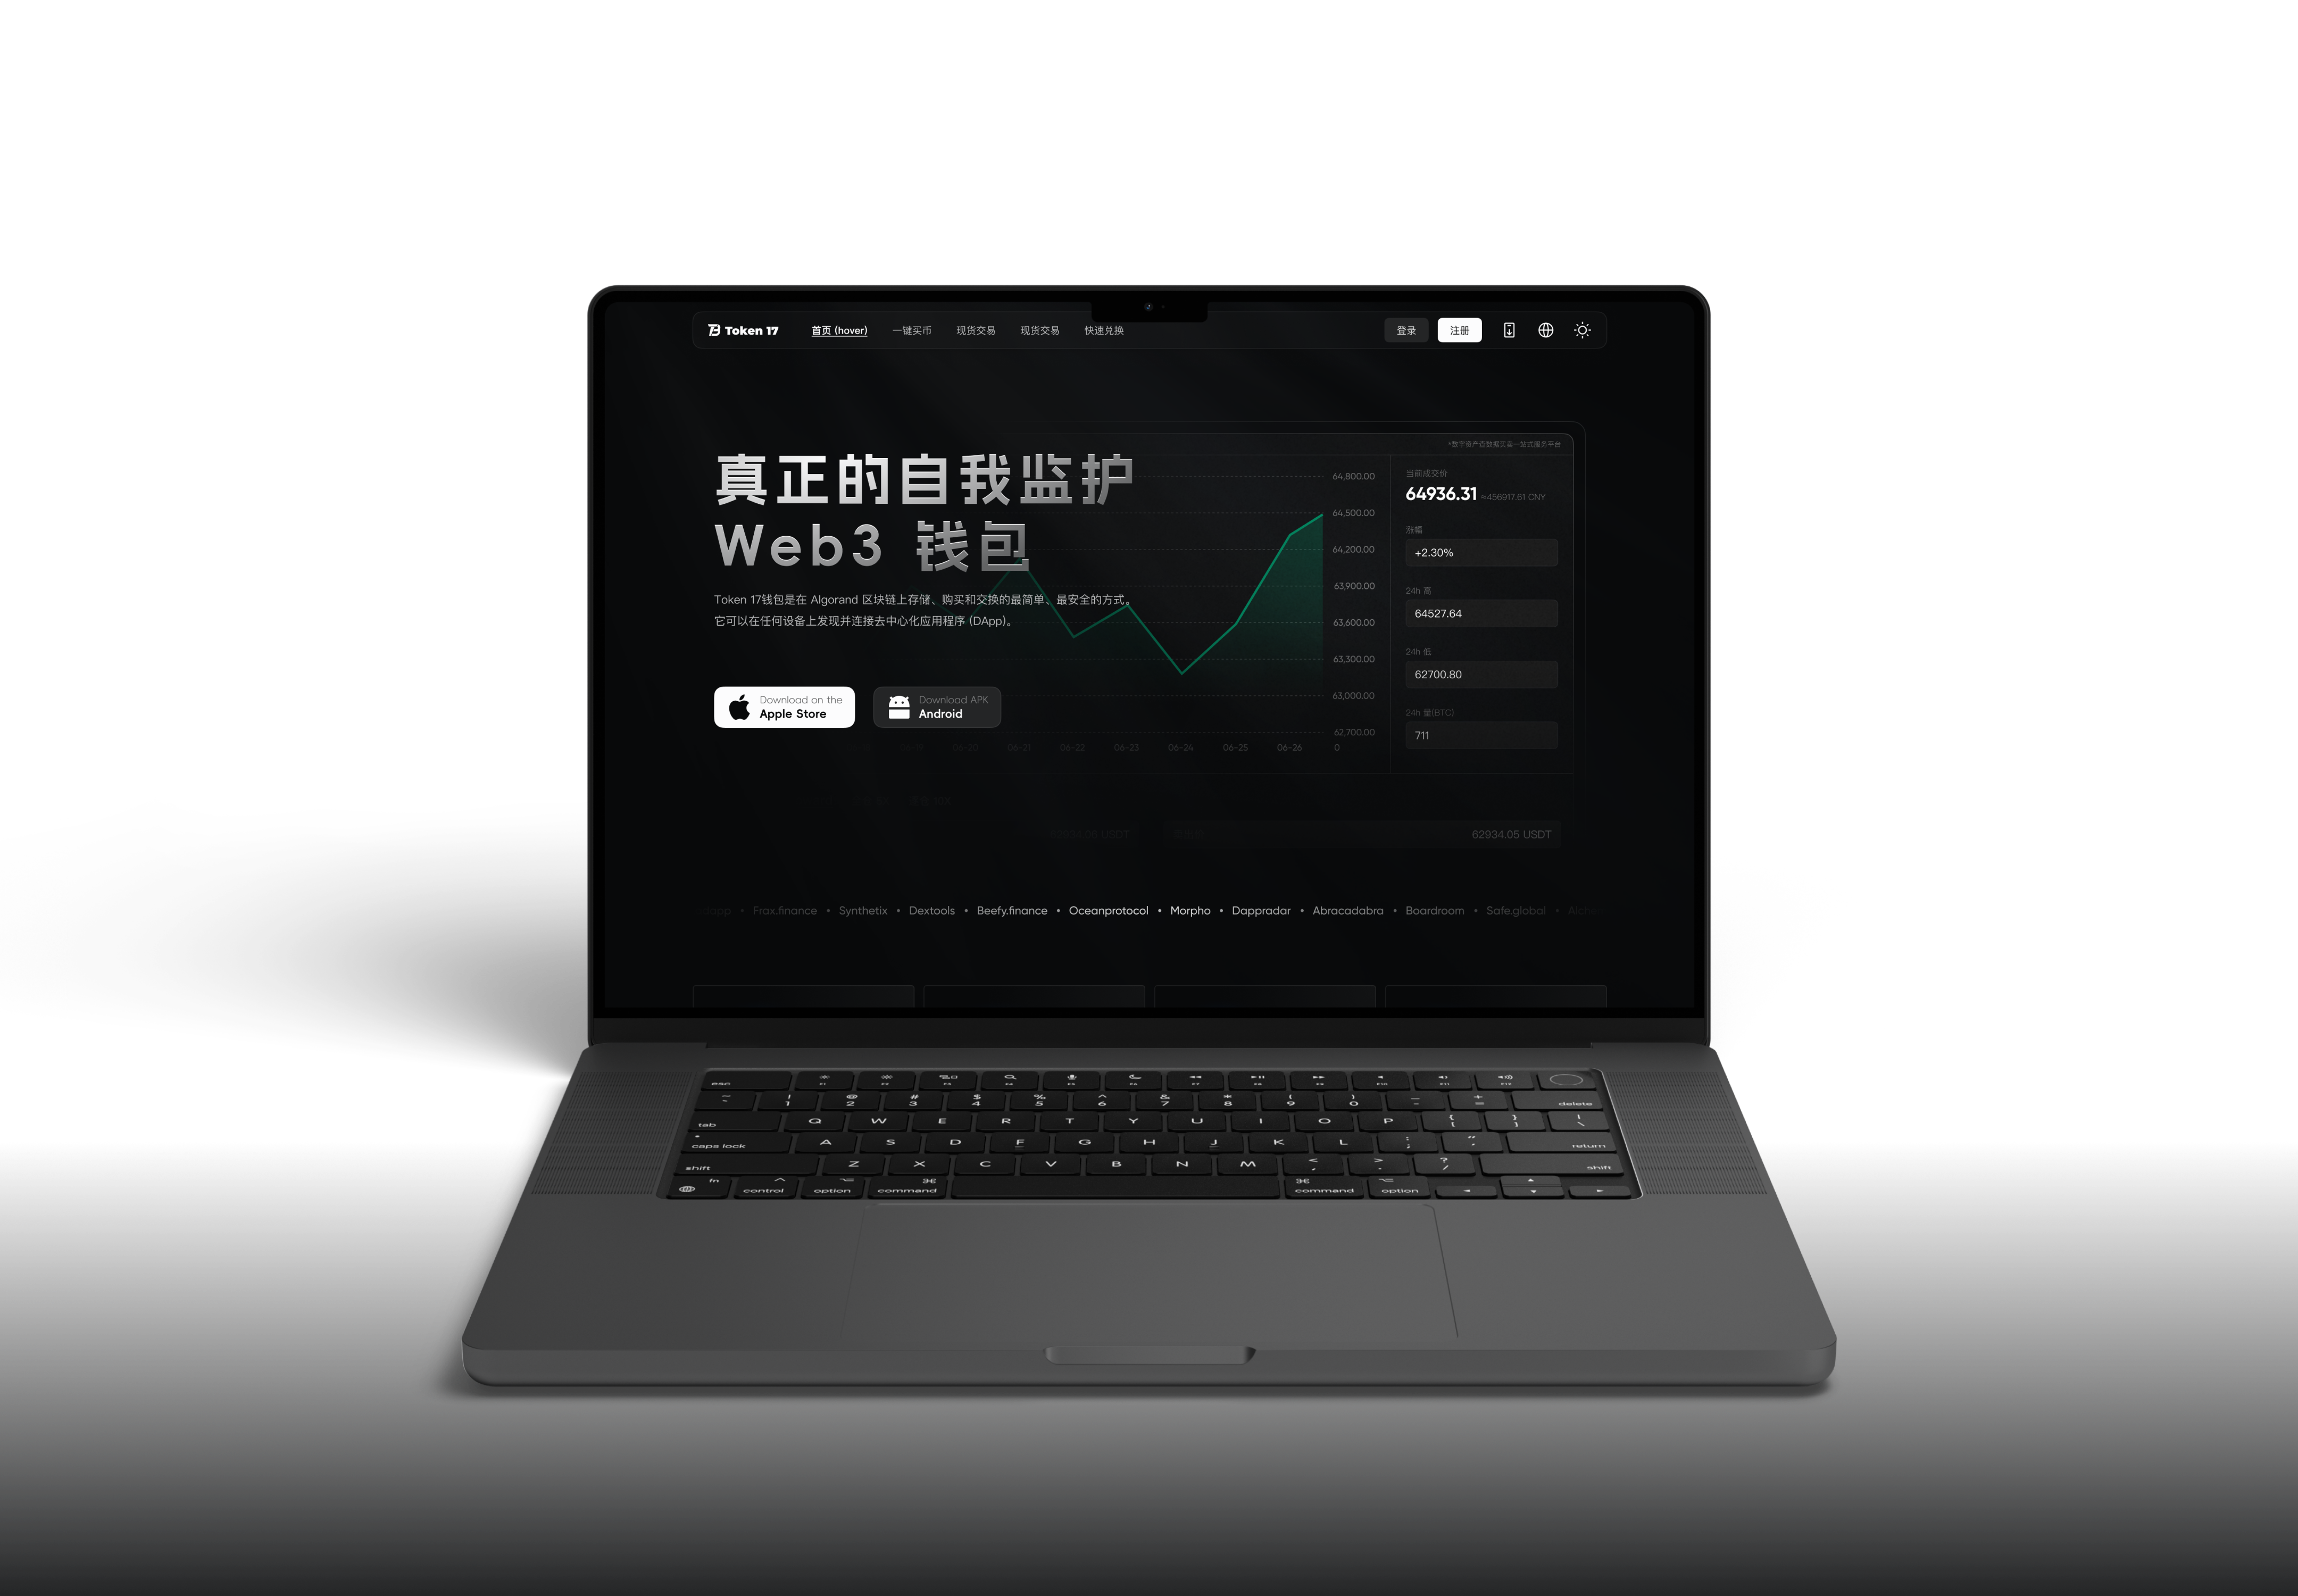 Token 17
首页 (hover) 一键买币 现货交易 现货交易 快速兑换
登录 注册
*数字资产查数据买卖一站式服务平台
真正的自我监护
Web3 钱包
Token 17钱包是在 Algorand 区块链上存储、购买和交换的最简单、最安全的方式。
它可以在任何设备上发现并连接去中心化应用程序 (DApp)。
Download on the
Apple Store
Download APK
Android
64,800.00
64,500.00
64,200.00
63,900.00
63,600.00
63,300.00
63,000.00
62,700.00
06-19 06-20 06-21 06-22 06-23 06-24 06-25 06-26 0
当前成交价
64936.31 ≈456917.61 CNY
涨幅
+2.30%
24h 高
64527.64
24h 低
62700.80
24h 量(BTC)
711
62934.05 USDT
Frax.finance • Synthetix • Dextools • Beefy.finance • Oceanprotocol • Morpho • Dappradar • Abracadabra • Boardroom • Safe.global •
esc F1 F2 F3 F4 F5 F6 F7 F8 F9 F10 F11 F12
~ ! @ # $ % ^ & * ( ) _ +
` 1 2 3 4 5 6 7 8 9 0 - = delete
tab Q W E R T Y U I O P { [ } ] | \
caps lock A S D F G H J K L : ; " ' return
shift Z X C V B N M < , > . ? / shift
fn control option command command option